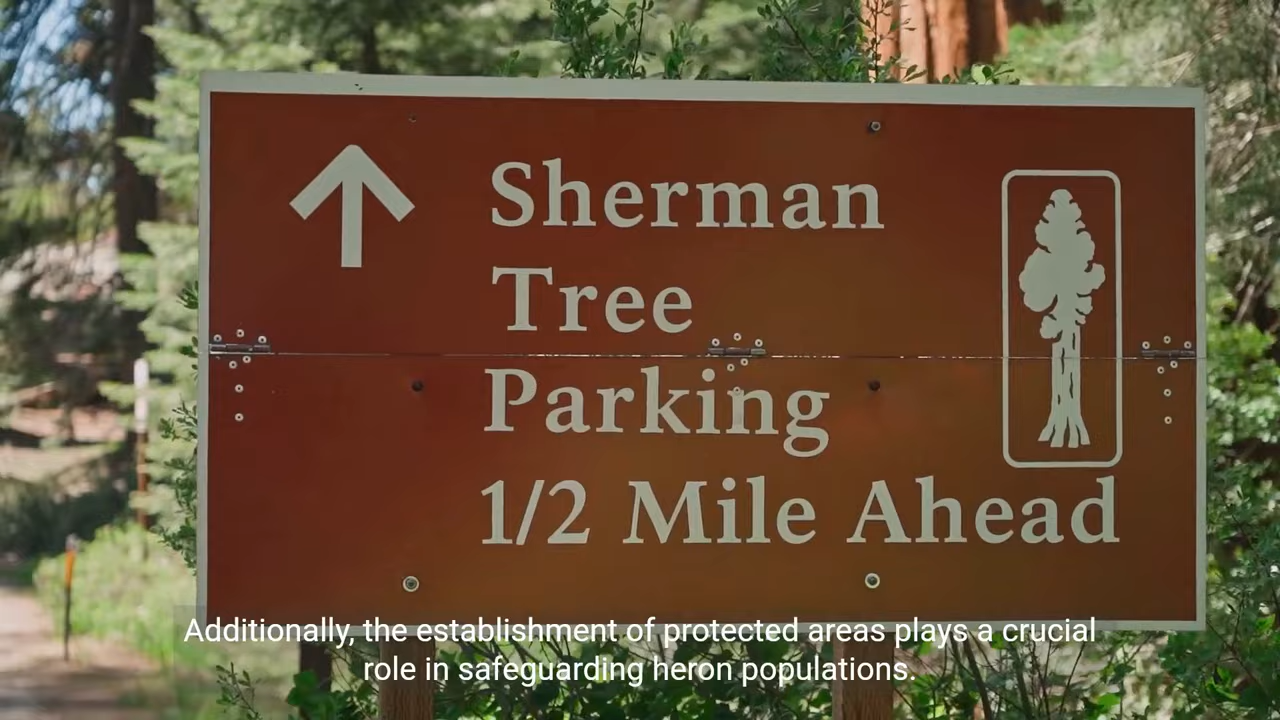 Sherman
Tree
Parking
1/2 Mile Ahead
Additionally, the establishment of protected areas plays a crucial
role in safeguarding heron populations.